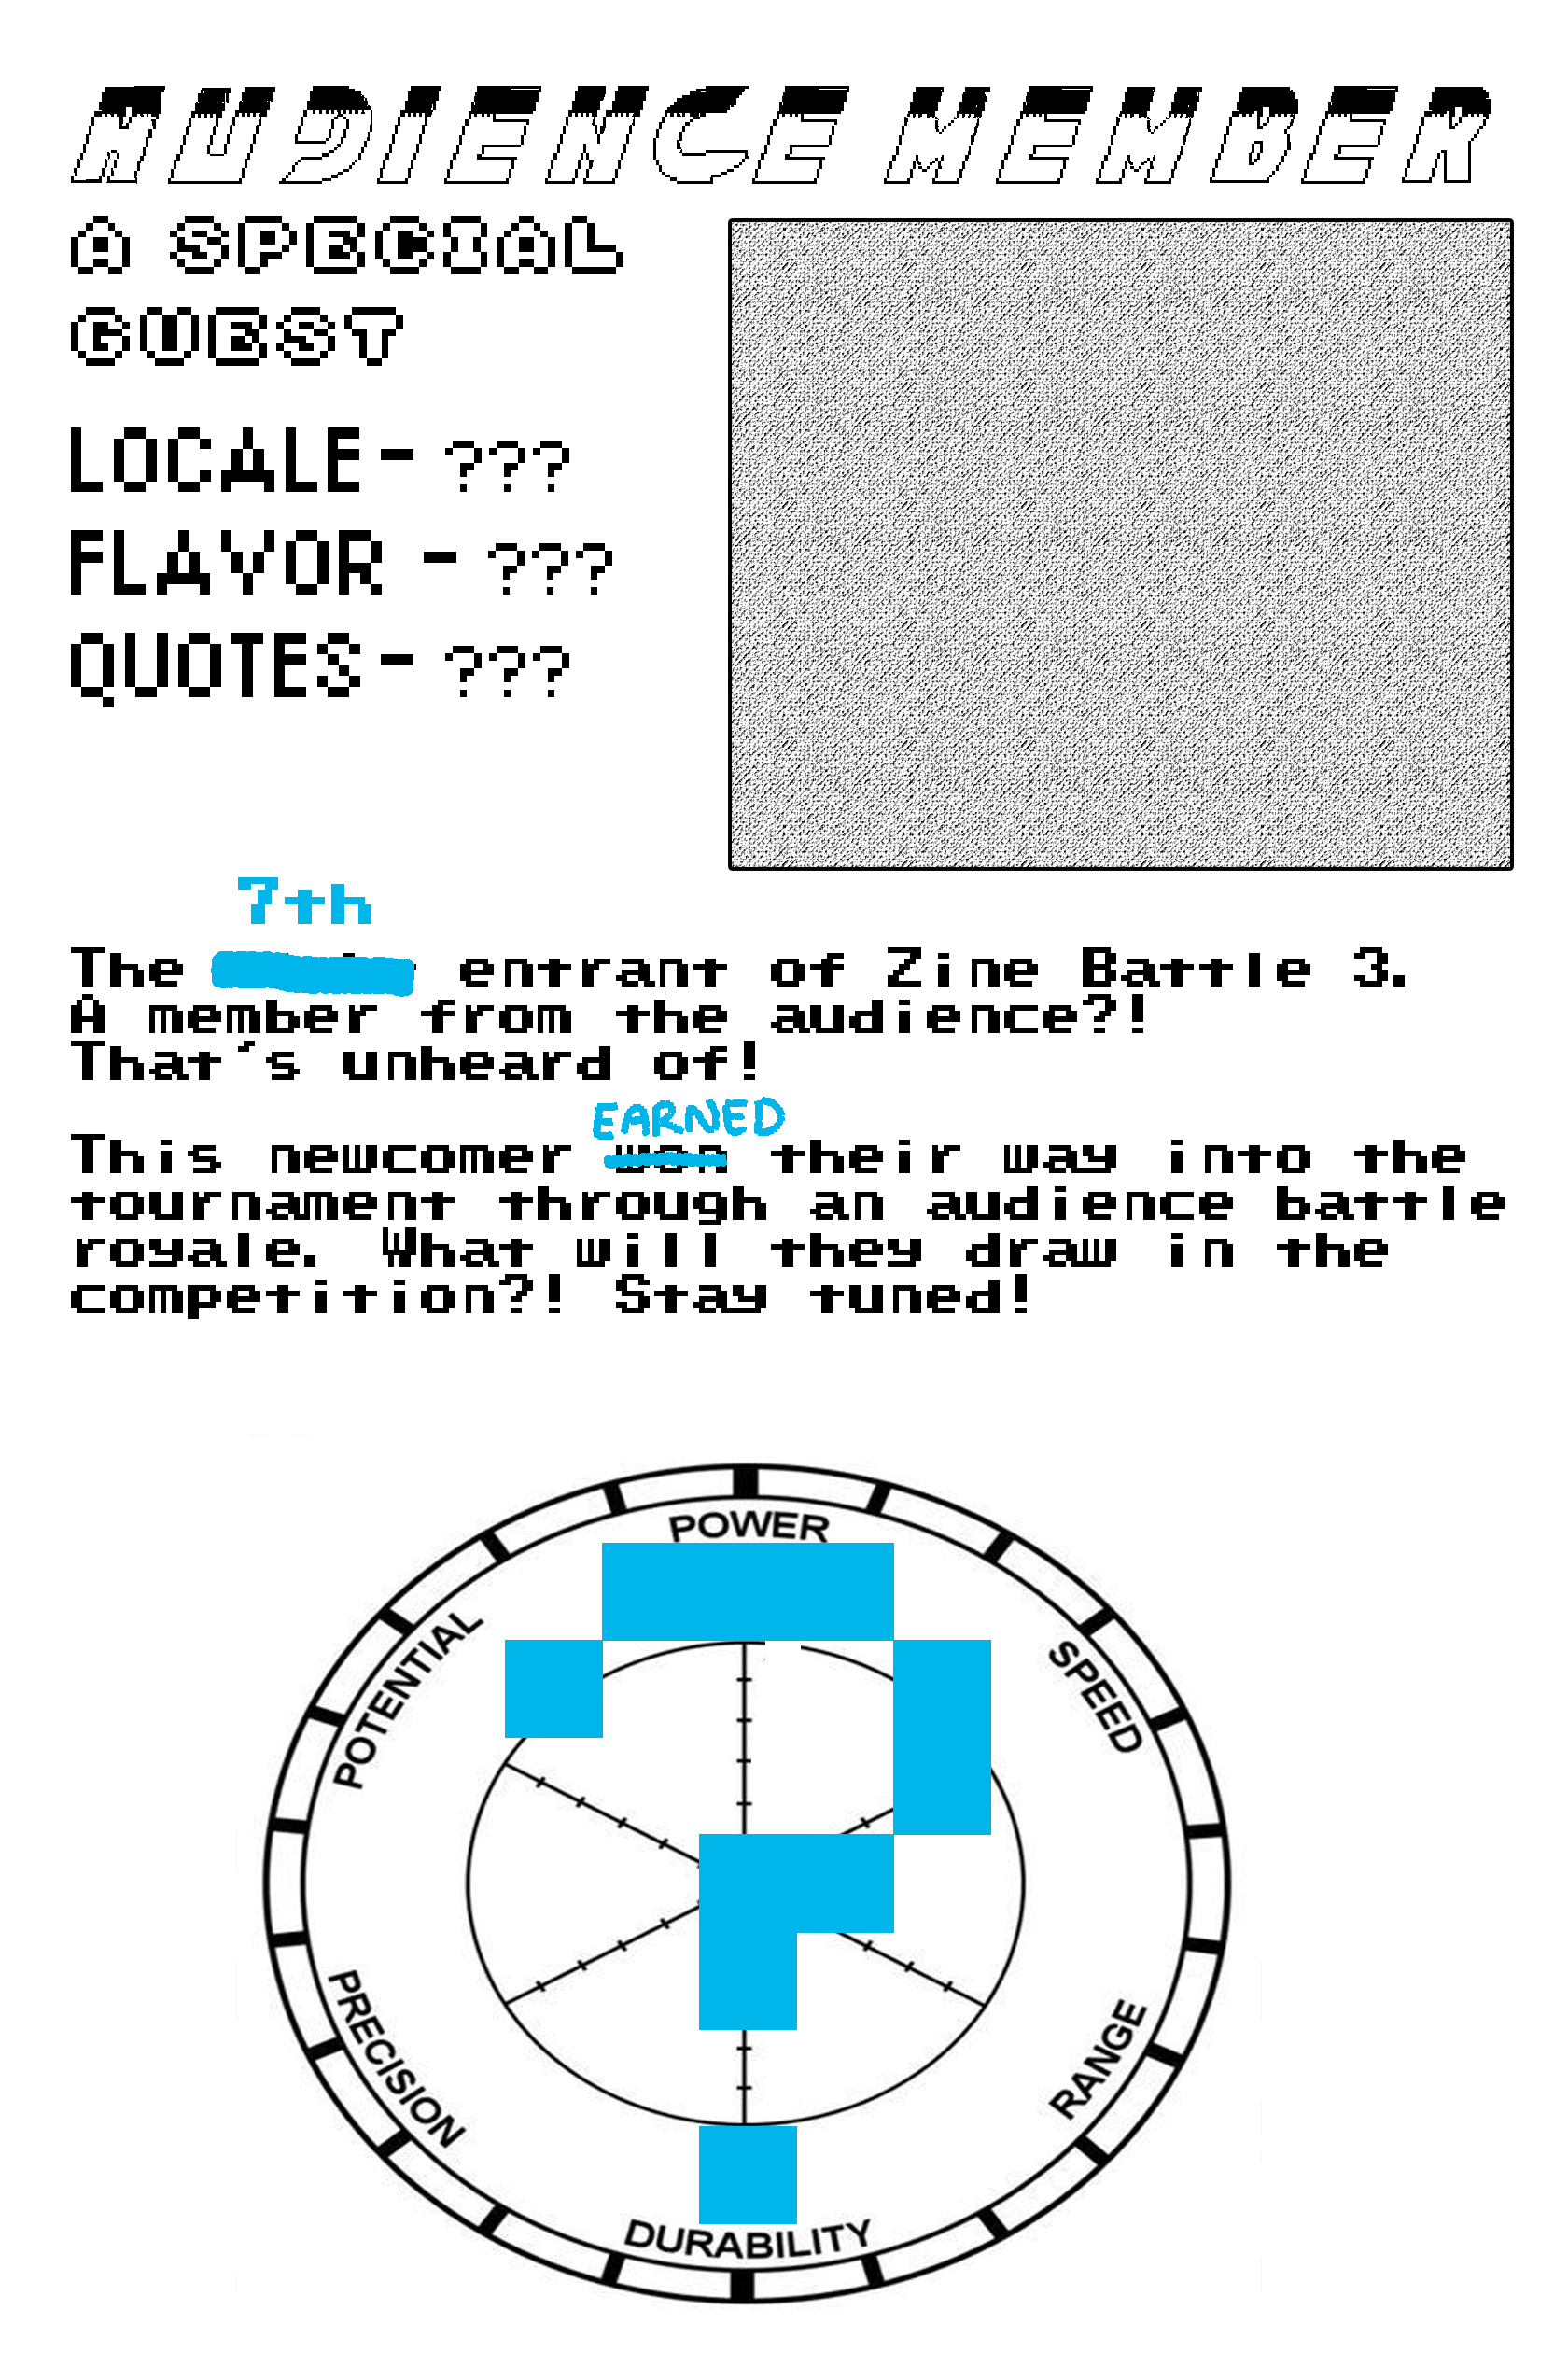 AUDIENCE MEMBER
A SPECIAL
GUEST
LOCALE- ???
FLAVOR - ???
QUOTES- ???
7th
The entrant of Zine Battle 3.
A member from the audience?!
That's unheard of!
EARNED
This newcomer won their way into the
tournament through an audience battle
royale. What will they draw in the
competition?! Stay tuned!
POWER
SPEED
RANGE
DURABILITY
PRECISION
POTENTIAL